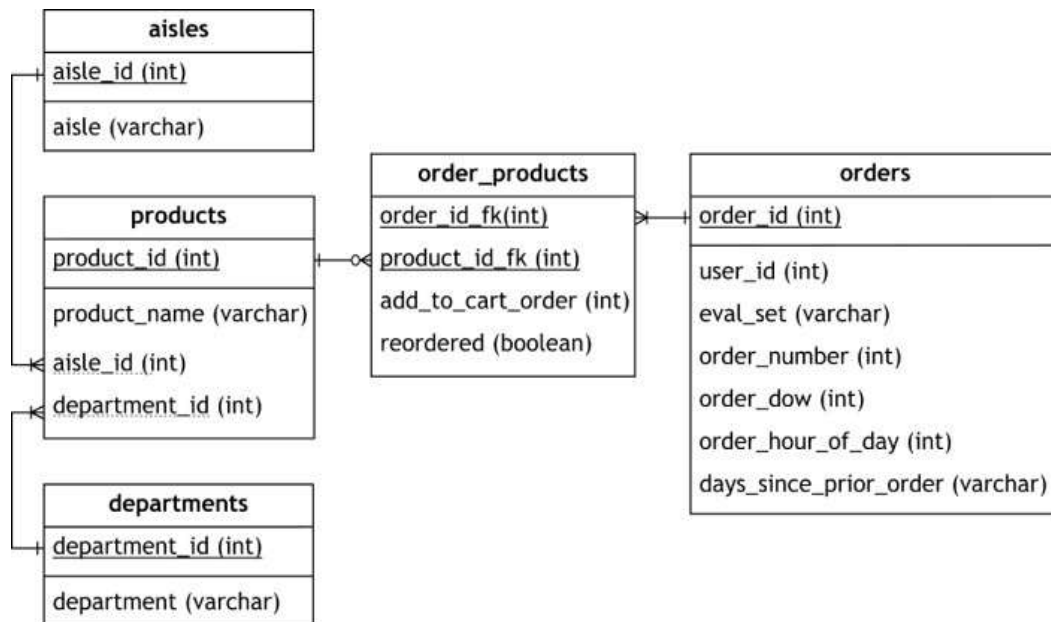 aisles
aisle_id (int)
aisle (varchar)
products
product_id (int)
product_name (varchar)
aisle_id (int)
department_id (int)
departments
department_id (int)
department (varchar)
order_products
order_id_fk(int)
product_id_fk (int)
add_to_cart_order (int)
reordered (boolean)
orders
order_id (int)
user_id (int)
eval_set (varchar)
order_number (int)
order_dow (int)
order_hour_of_day (int)
days_since_prior_order (varchar)